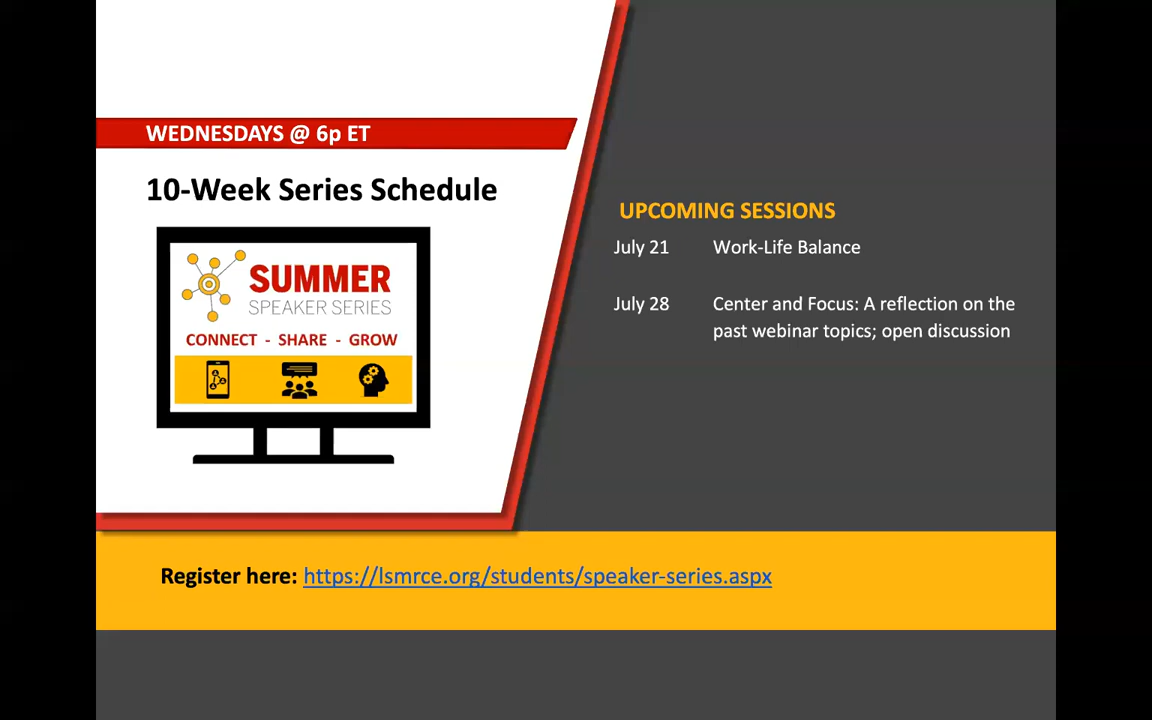 WEDNESDAYS @ 6p ET
10-Week Series Schedule
SUMMER
SPEAKER SERIES
CONNECT - SHARE - GROW
UPCOMING SESSIONS
July 21 Work-Life Balance
July 28 Center and Focus: A reflection on the
past webinar topics; open discussion
Register here: https://lsmrce.org/students/speaker-series.aspx